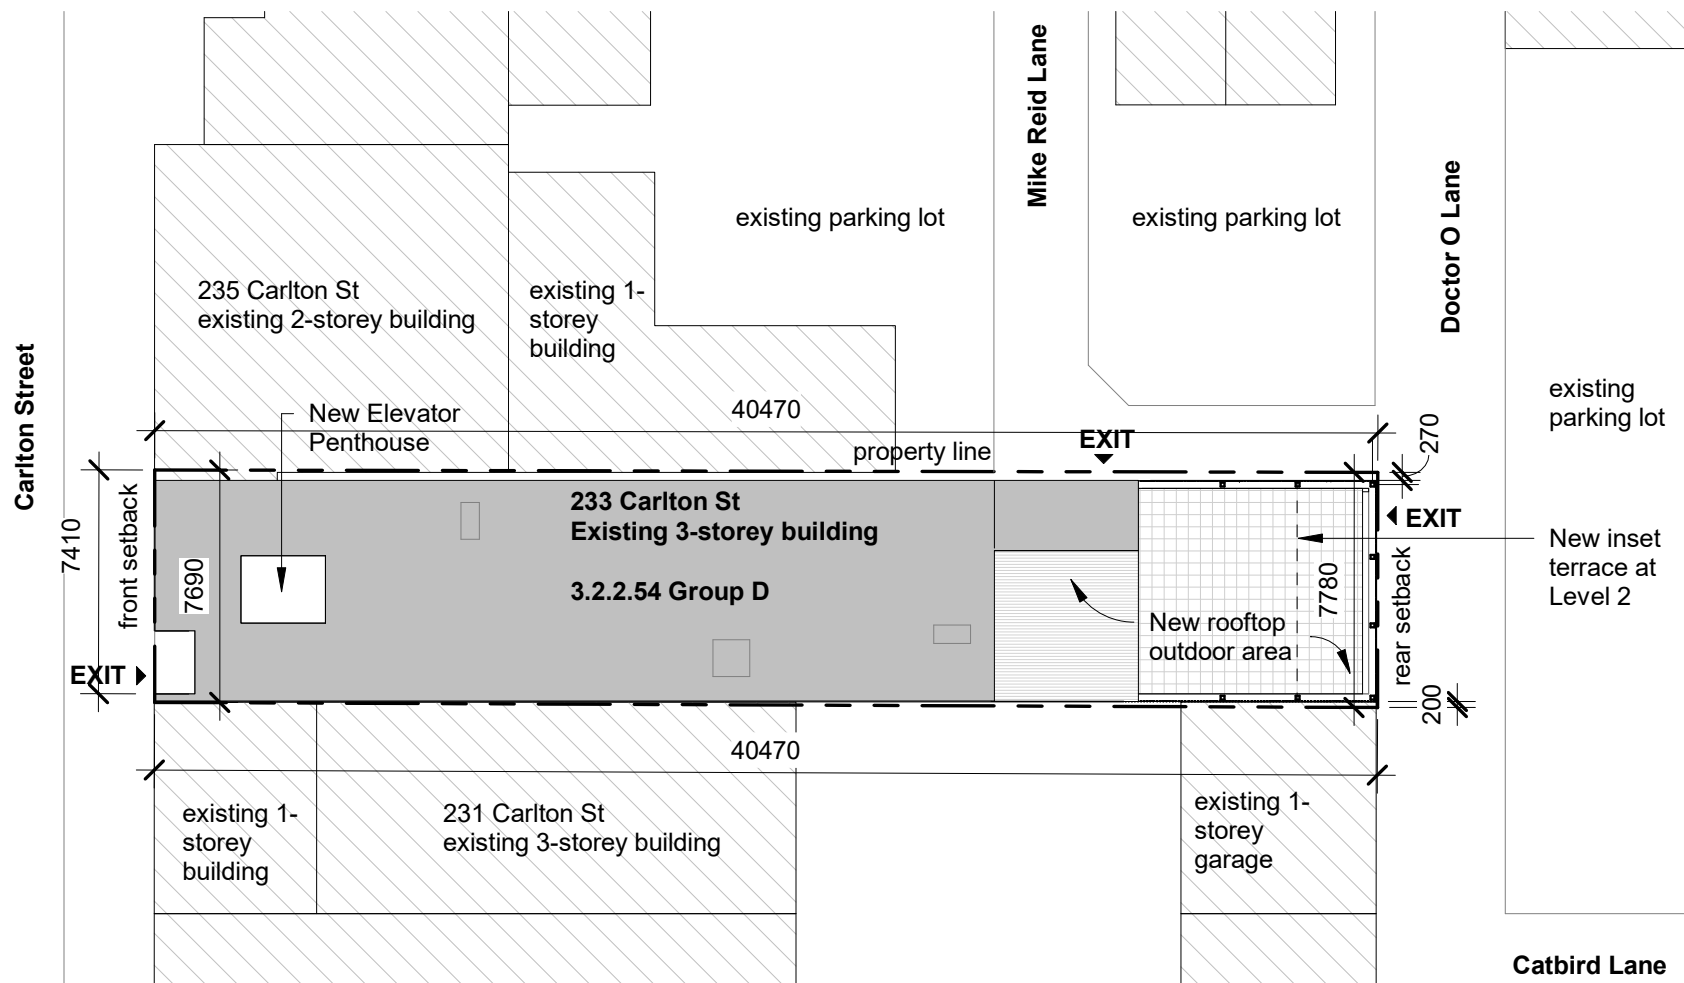 Mike Reid Lane
Doctor O Lane
existing parking lot
existing parking lot
235 Carlton St
existing 2-storey building
existing 1-
storey
building
Carlton Street
existing
parking lot
New Elevator
Penthouse
40470
property line
EXIT
270
7410
front setback
7690
233 Carlton St
Existing 3-storey building
3.2.2.54 Group D
EXIT
New inset
terrace at
Level 2
7780
New rooftop
outdoor area
rear setback
EXIT
200
40470
existing 1-
storey
building
231 Carlton St
existing 3-storey building
existing 1-
storey
garage
Catbird Lane